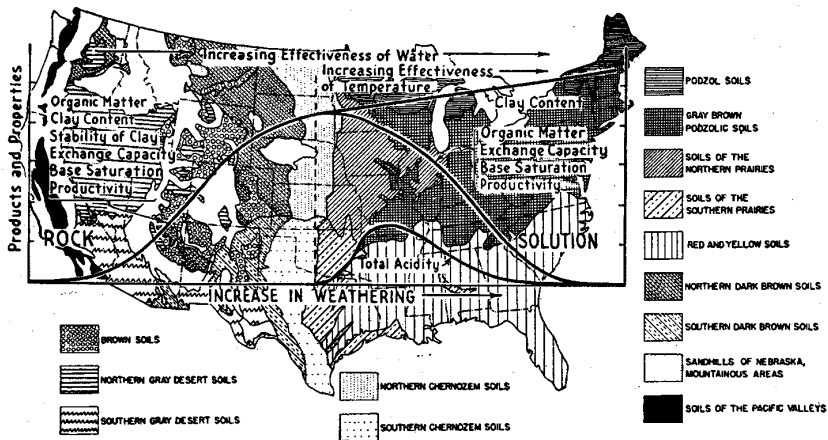 Increasing Effectiveness of Water
Increasing Effectiveness
of Temperature
Products and Properties
Organic Matter
Clay Content
Stability of Clay
Exchange Capacity
Base Saturation
Productivity
Clay Content
Organic Matter
Exchange Capacity
Base Saturation
Productivity
ROCK
SOLUTION
Total Acidity
INCREASE IN WEATHERING
BROWN SOILS
NORTHERN GRAY DESERT SOILS
SOUTHERN GRAY DESERT SOILS
NORTHERN CHERNOZEM SOILS
SOUTHERN CHERNOZEM SOILS
PODZOL SOILS
GRAY BROWN
PODZOLIC SOILS
SOILS OF THE
NORTHERN PRAIRIES
SOILS OF THE
SOUTHERN PRAIRIES
RED AND YELLOW SOILS
NORTHERN DARK BROWN SOILS
SOUTHERN DARK BROWN SOILS
SANDHILLS OF NEBRASKA,
MOUNTAINOUS AREAS
SOILS OF THE PACIFIC VALLEYS